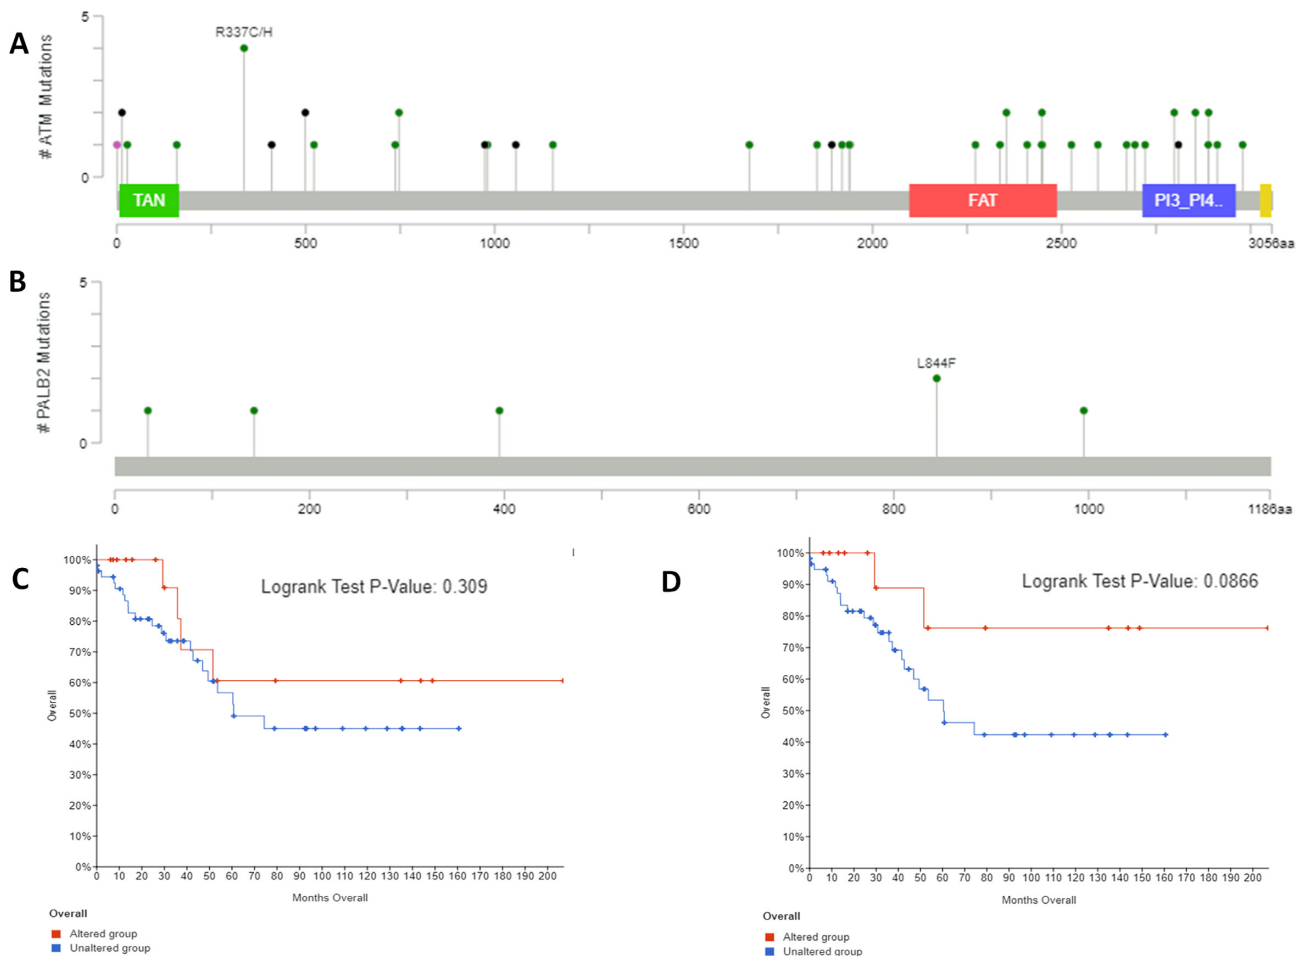 A
# ATM Mutations
5
0
R337C/H
TAN
FAT
PI3_PI4..
0 500 1000 1500 2000 2500 3056aa
B
# PALB2 Mutations
5
0
L844F
0 200 400 600 800 1000 1186aa
C
Logrank Test P-Value: 0.309
100%
90%
80%
70%
60%
50%
40%
30%
20%
10%
0%
Overall
0 10 20 30 40 50 60 70 80 90 100 110 120 130 140 150 160 170 180 190 200
Months Overall
Overall
Altered group
Unaltered group
D
Logrank Test P-Value: 0.0866
100%
90%
80%
70%
60%
50%
40%
30%
20%
10%
0%
Overall
0 10 20 30 40 50 60 70 80 90 100 110 120 130 140 150 160 170 180 190 200
Months Overall
Overall
Altered group
Unaltered group